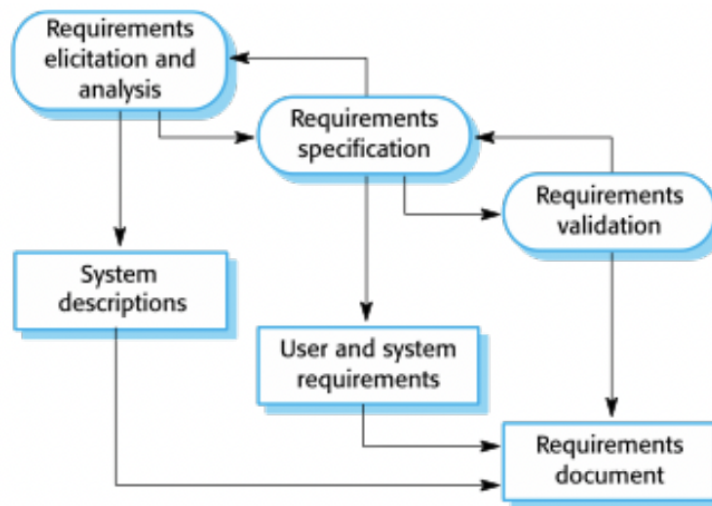 Requirements
elicitation and
analysis
Requirements
specification
Requirements
validation
System
descriptions
User and system
requirements
Requirements
document